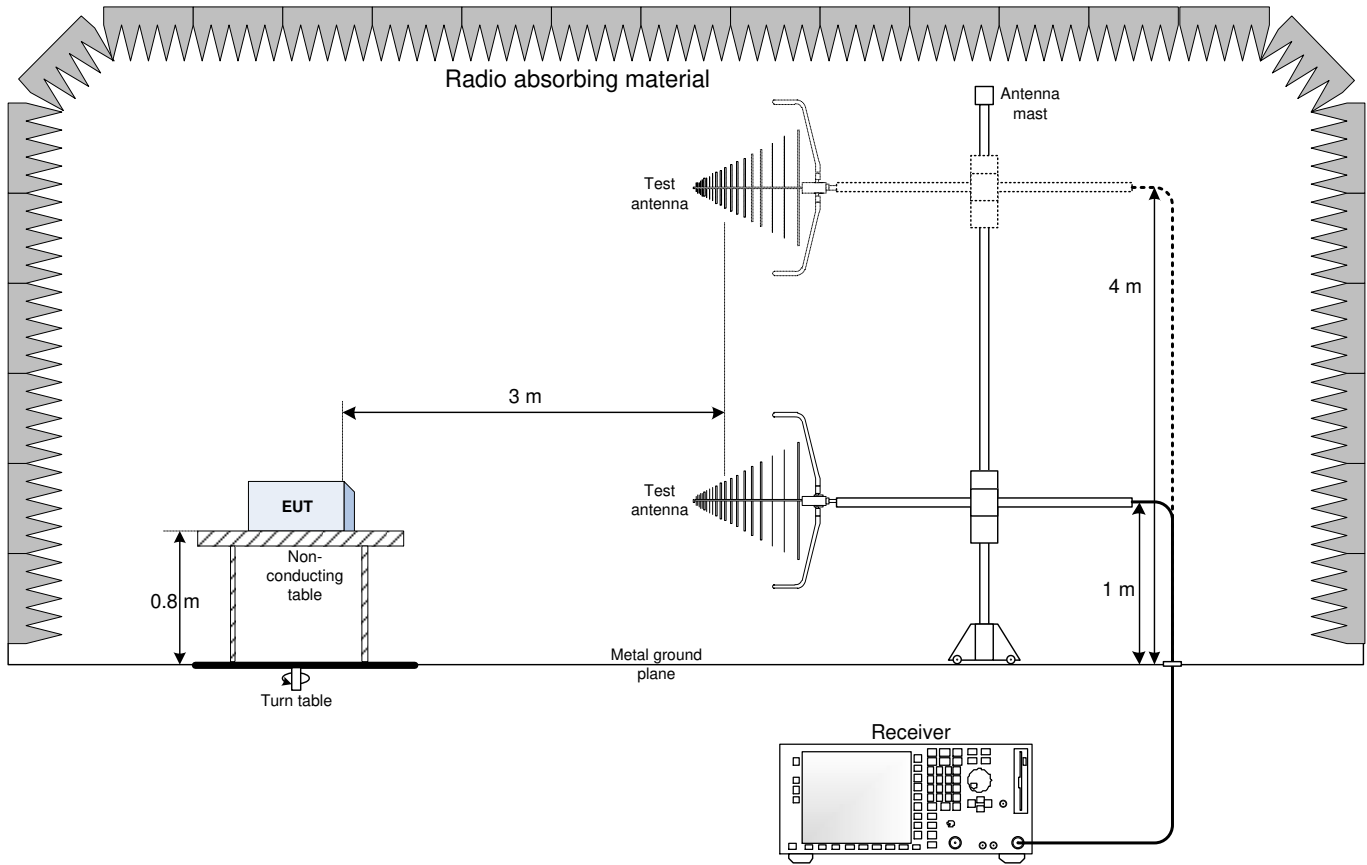 Radio absorbing material
Antenna
mast
Test
antenna
4 m
3 m
Test
antenna
EUT
Non-
conducting
table
0.8 m
1 m
Metal ground
plane
Turn table
Receiver